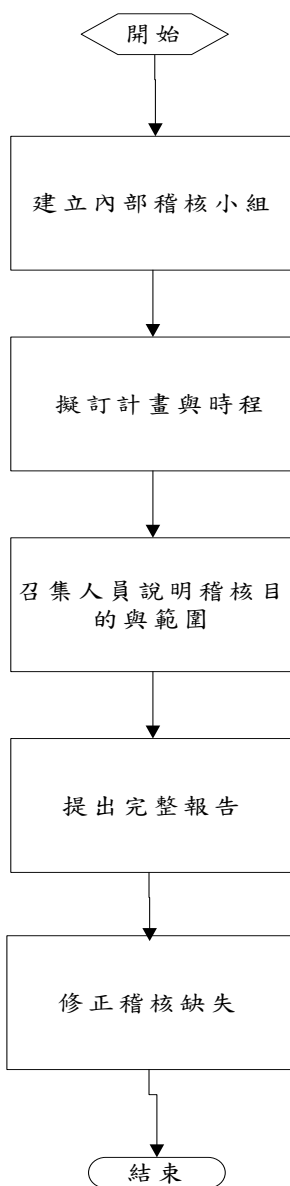 開始
建立內部稽核小組
擬訂計畫與時程
召集人員說明稽核目
的與範圍
提出完整報告
修正稽核缺失
結束